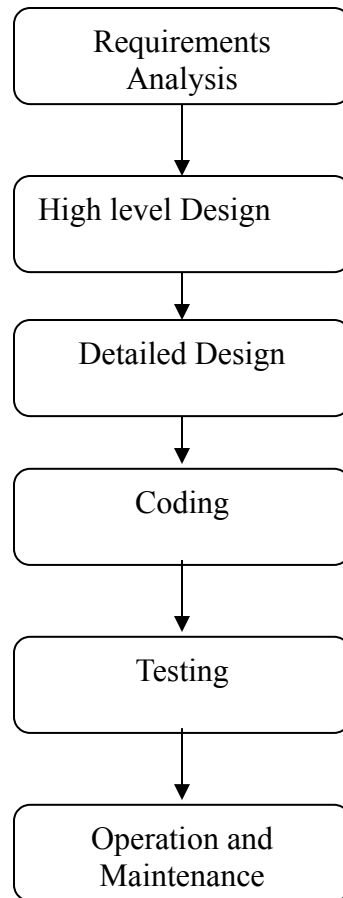 Requirements
Analysis
High level Design
Detailed Design
Coding
Testing
Operation and
Maintenance